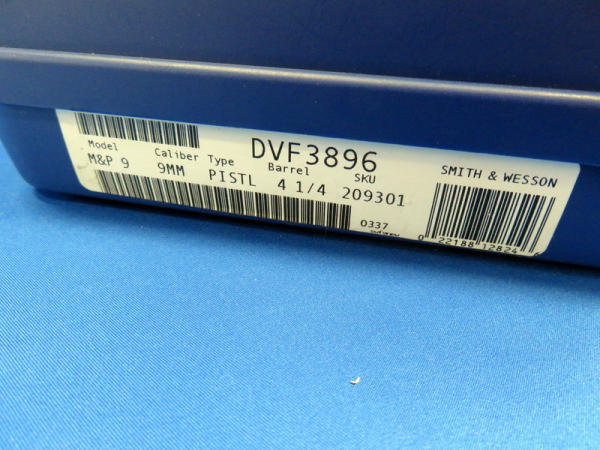 DVF3896
SMITH & WESSON
Model Caliber Type Barrel SKU
M&P 9 9MM PISTL 4 1/4 209301
0337
0 22188 12824 6